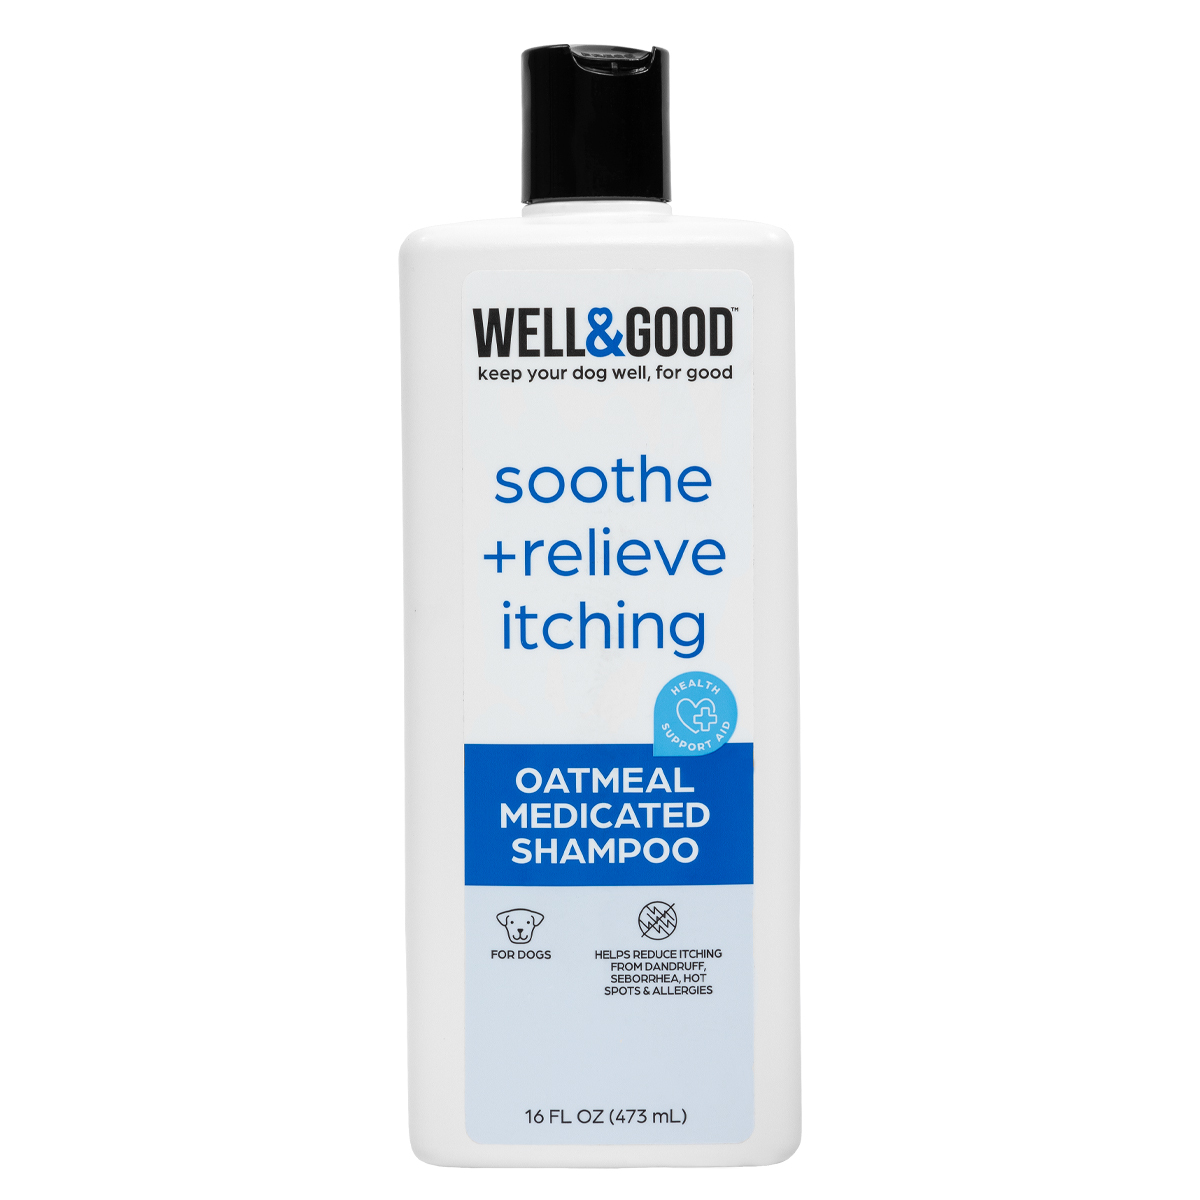 WELL&GOOD™
keep your dog well, for good
soothe
+relieve
itching
HEALTH
SUPPORT AID
OATMEAL
MEDICATED
SHAMPOO
FOR DOGS
HELPS REDUCE ITCHING
FROM DANDRUFF,
SEBORRHEA, HOT
SPOTS & ALLERGIES
16 FL OZ (473 mL)